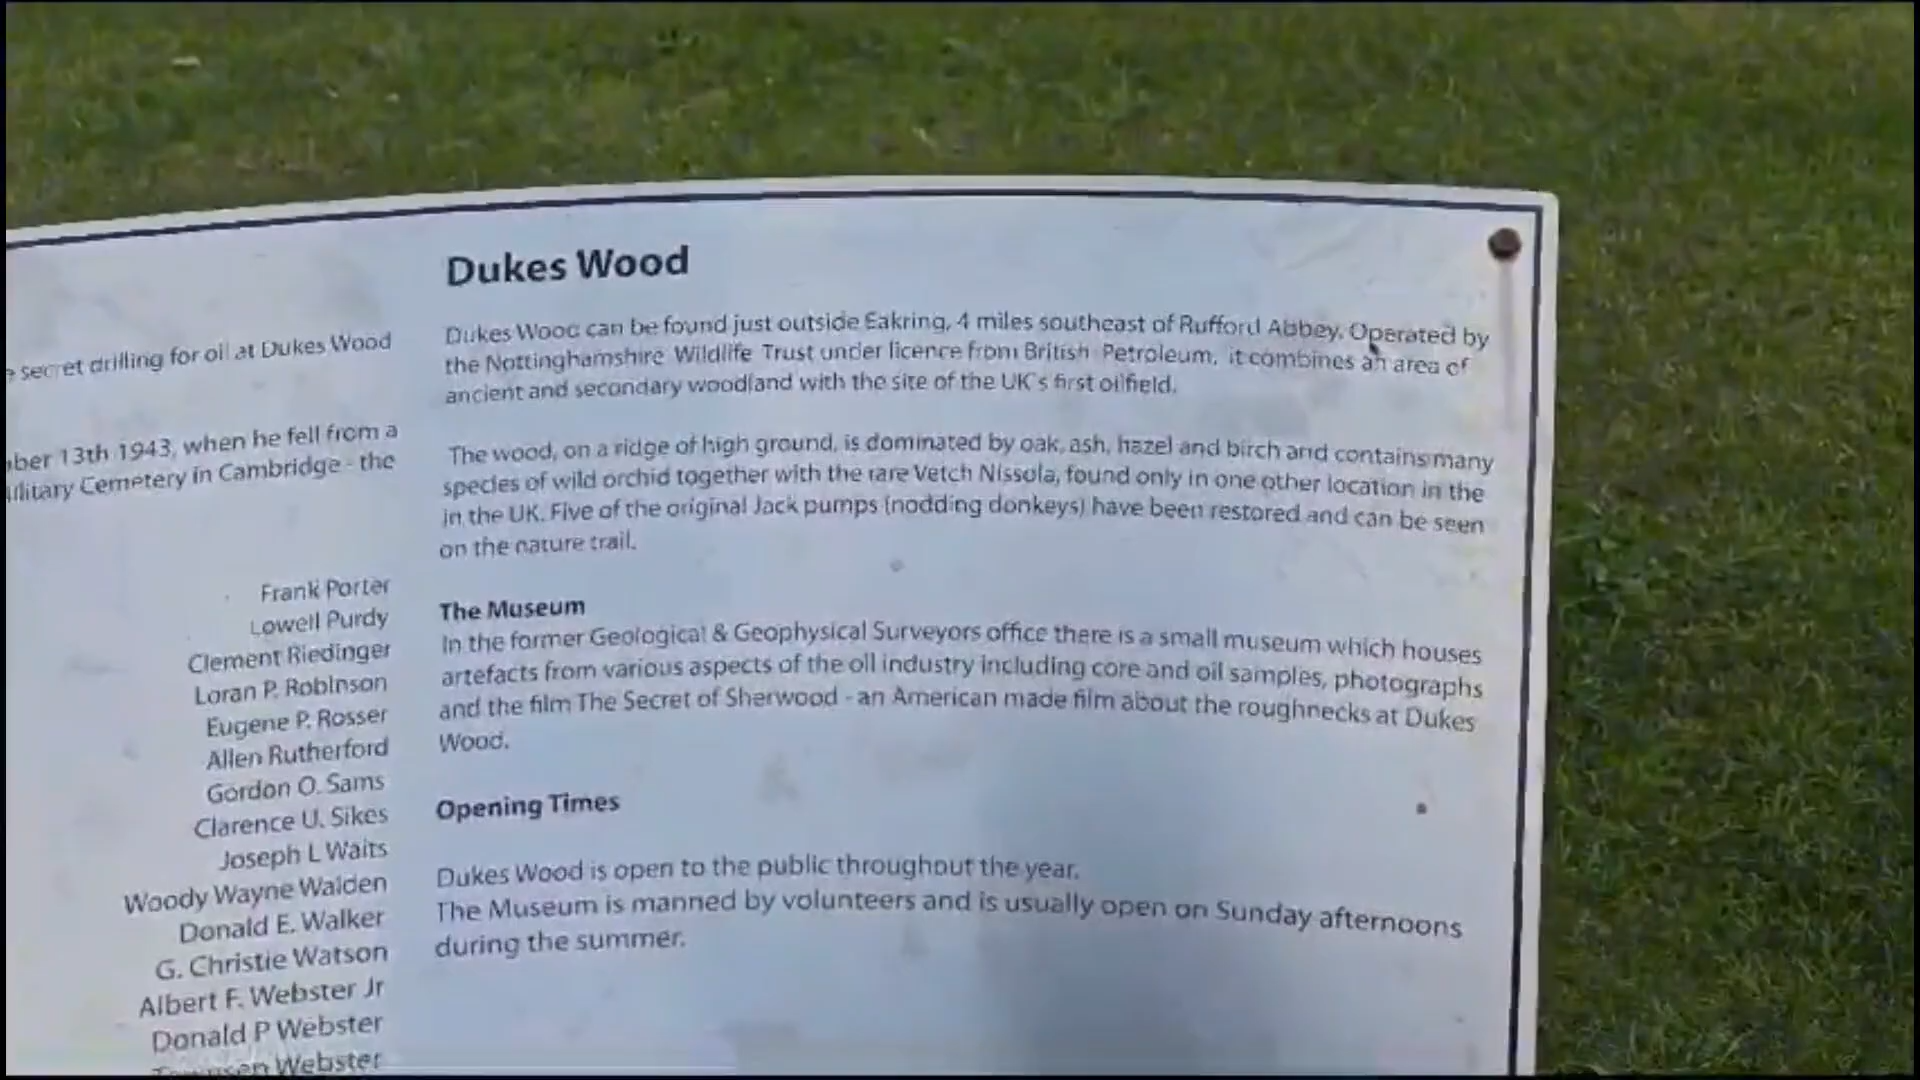 secret drilling for oil at Dukes Wood
13th 1943, when he fell from a
Cemetery in Cambridge - the
Frank Porter
Lowell Purdy
Clement Riedinger
Loran P. Robinson
Eugene P. Rosser
Allen Rutherford
Gordon O. Sams
Clarence U. Sikes
Joseph L Waits
Woody Wayne Walden
Donald E. Walker
G. Christie Watson
Albert F. Webster Jr
Donald P Webster
Webster
Dukes Wood
Dukes Wood can be found just outside Eakring, 4 miles southeast of Rufford Abbey. Operated by
the Nottinghamshire Wildlife Trust under licence from British Petroleum, it combines an area of
ancient and secondary woodland with the site of the UK's first oilfield.
The wood, on a ridge of high ground, is dominated by oak, ash, hazel and birch and contains many
species of wild orchid together with the rare Vetch Nissola, found only in one other location in the
in the UK. Five of the original Jack pumps (nodding donkeys) have been restored and can be seen
on the nature trail.
The Museum
In the former Geological & Geophysical Surveyors office there is a small museum which houses
artefacts from various aspects of the oil industry including core and oil samples, photographs
and the film The Secret of Sherwood - an American made film about the roughnecks at Dukes
Wood.
Opening Times
Dukes Wood is open to the public throughout the year.
The Museum is manned by volunteers and is usually open on Sunday afternoons
during the summer.